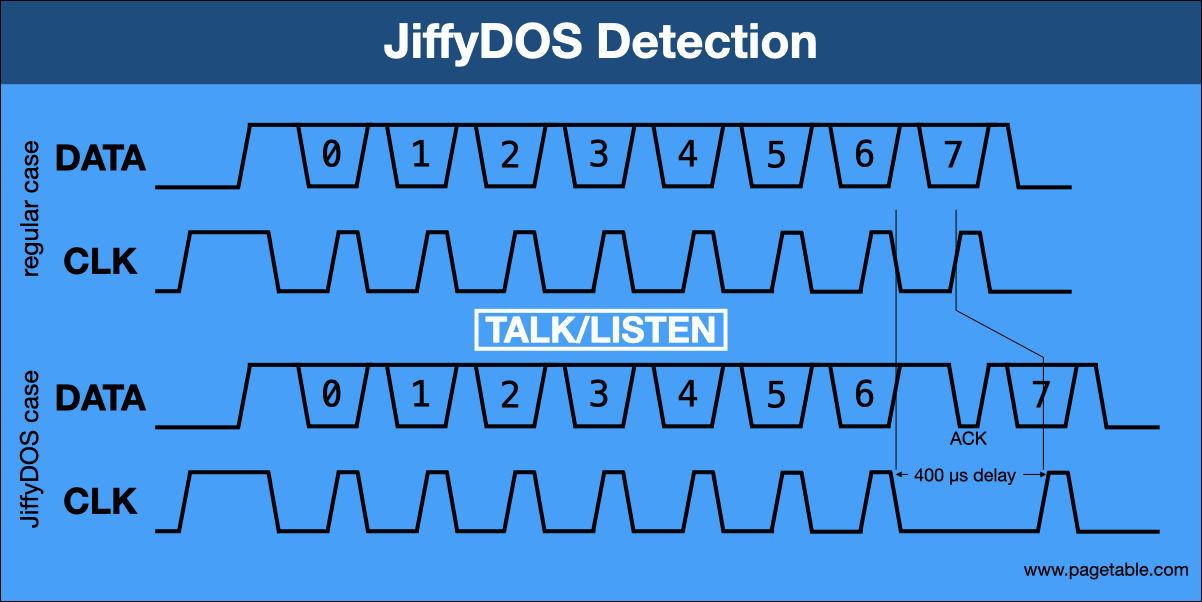 JiffyDOS Detection
regular case
DATA
0 1 2 3 4 5 6 7
CLK
TALK/LISTEN
JiffyDOS case
DATA
0 1 2 3 4 5 6 7
ACK
400 µs delay
CLK
www.pagetable.com